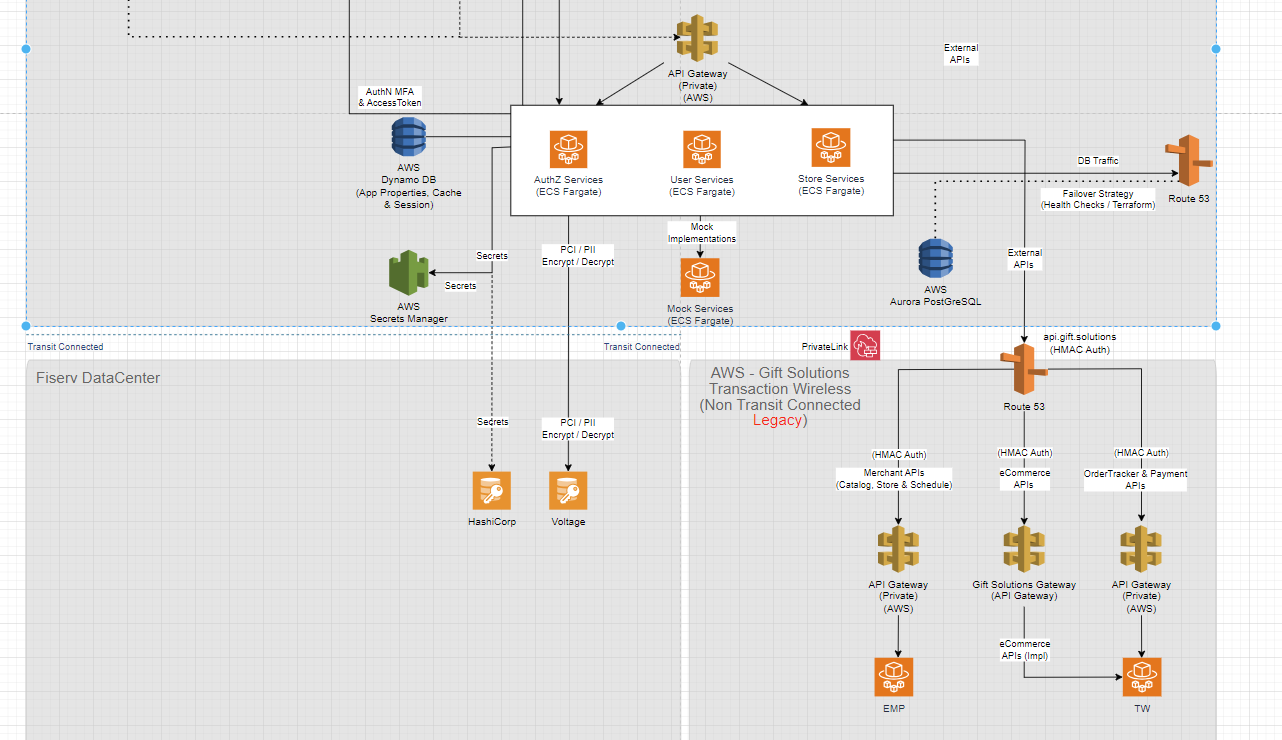 External
APIs
API Gateway
(Private)
(AWS)
AuthN MFA
& AccessToken
AWS
Dynamo DB
(App Properties, Cache
& Session)
AuthZ Services
(ECS Fargate)
User Services
(ECS Fargate)
Store Services
(ECS Fargate)
DB Traffic
Failover Strategy
(Health Checks / Terraform)
Route 53
Mock
Implementations
PCI / PII
Encrypt / Decrypt
Secrets
Secrets
External
APIs
AWS
Aurora PostGreSQL
AWS
Secrets Manager
Mock Services
(ECS Fargate)
Transit Connected
Transit Connected
PrivateLink
api.gift.solutions
(HMAC Auth)
Fiserv DataCenter
AWS - Gift Solutions
Transaction Wireless
(Non Transit Connected
Legacy)
Route 53
Secrets
PCI / PII
Encrypt / Decrypt
(HMAC Auth)
Merchant APIs
(Catalog, Store & Schedule)
(HMAC Auth)
eCommerce
APIs
(HMAC Auth)
OrderTracker & Payment
APIs
HashiCorp
Voltage
API Gateway
(Private)
(AWS)
Gift Solutions Gateway
(API Gateway)
API Gateway
(Private)
(AWS)
eCommerce
APIs (Impl)
EMP
TW